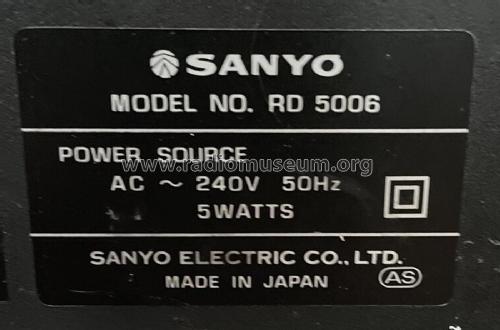 SANYO
MODEL NO. RD 5006
POWER SOURCE
www.radiomuseum.org
AC ~ 240V 50Hz
5WATTS
SANYO ELECTRIC CO., LTD.
MADE IN JAPAN AS